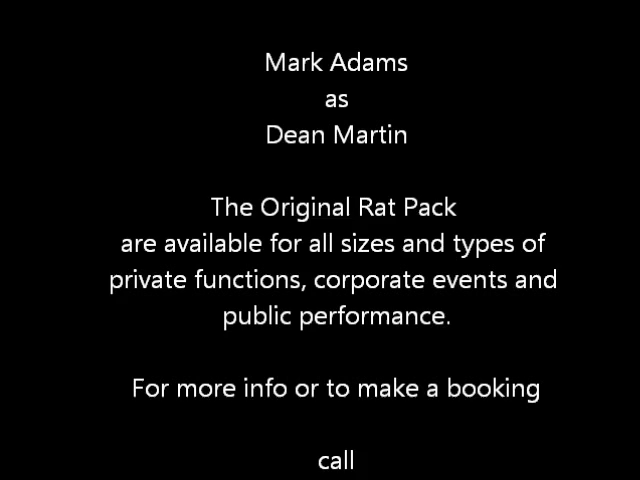 Mark Adams
as
Dean Martin
The Original Rat Pack
are available for all sizes and types of
private functions, corporate events and
public performance.
For more info or to make a booking
call